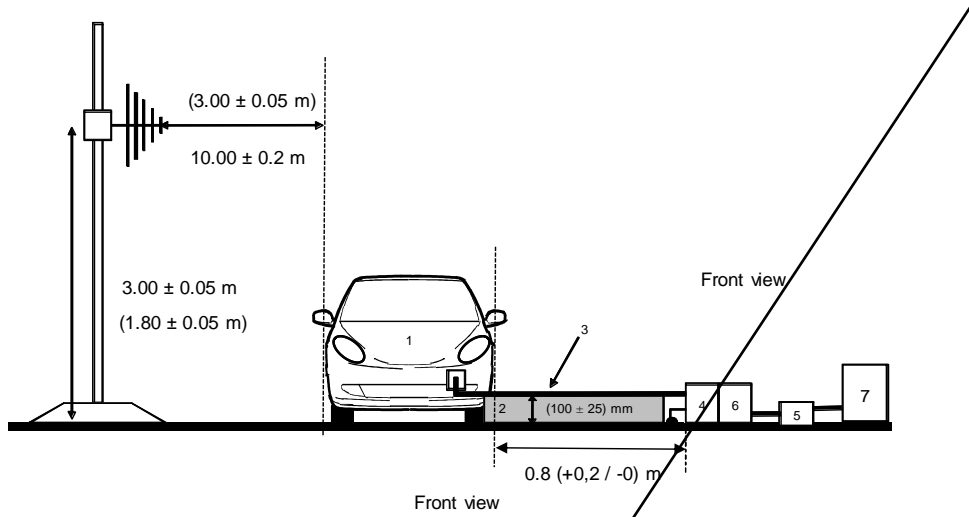 (3.00 ± 0.05 m)
10.00 ± 0.2 m
Front view
3.00 ± 0.05 m
(1.80 ± 0.05 m)
1
3
2
(100 ± 25) mm
4
6
5
7
0.8 (+0,2 / -0) m
Front view